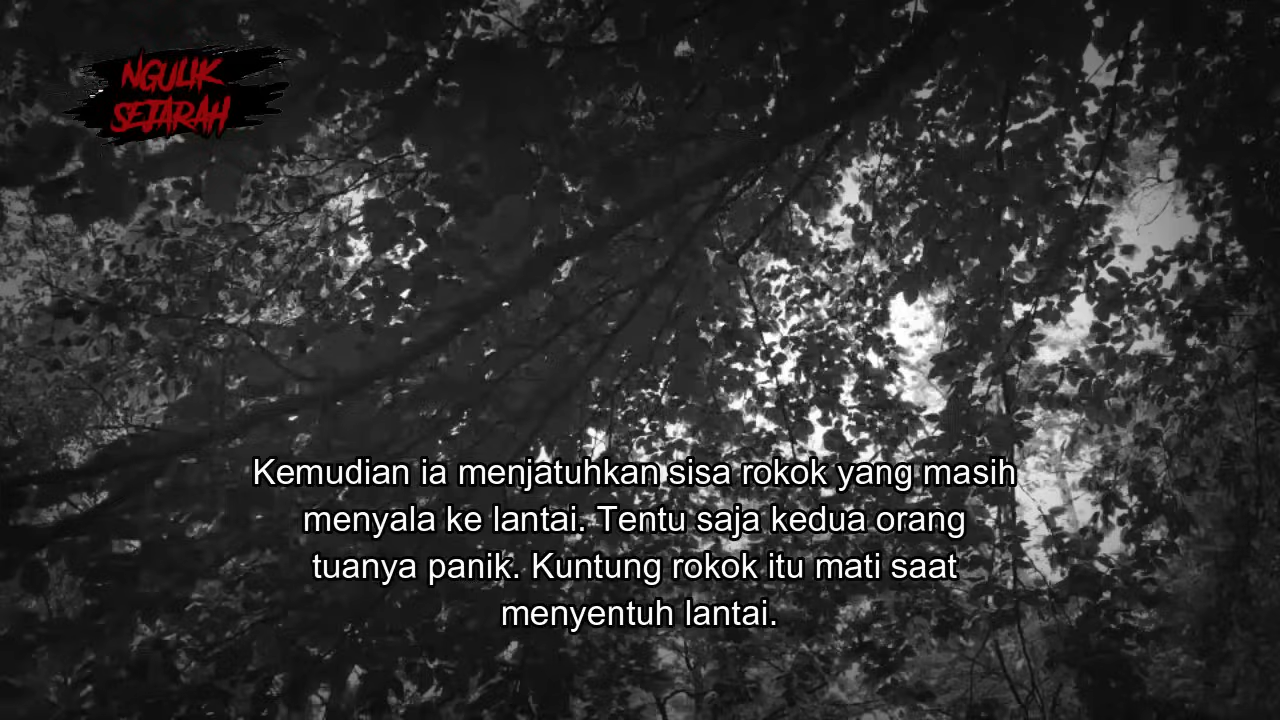 NGULIK
SEJARAH
Kemudian ia menjatuhkan sisa rokok yang masih
menyala ke lantai. Tentu saja kedua orang
tuanya panik. Kuntung rokok itu mati saat
menyentuh lantai.